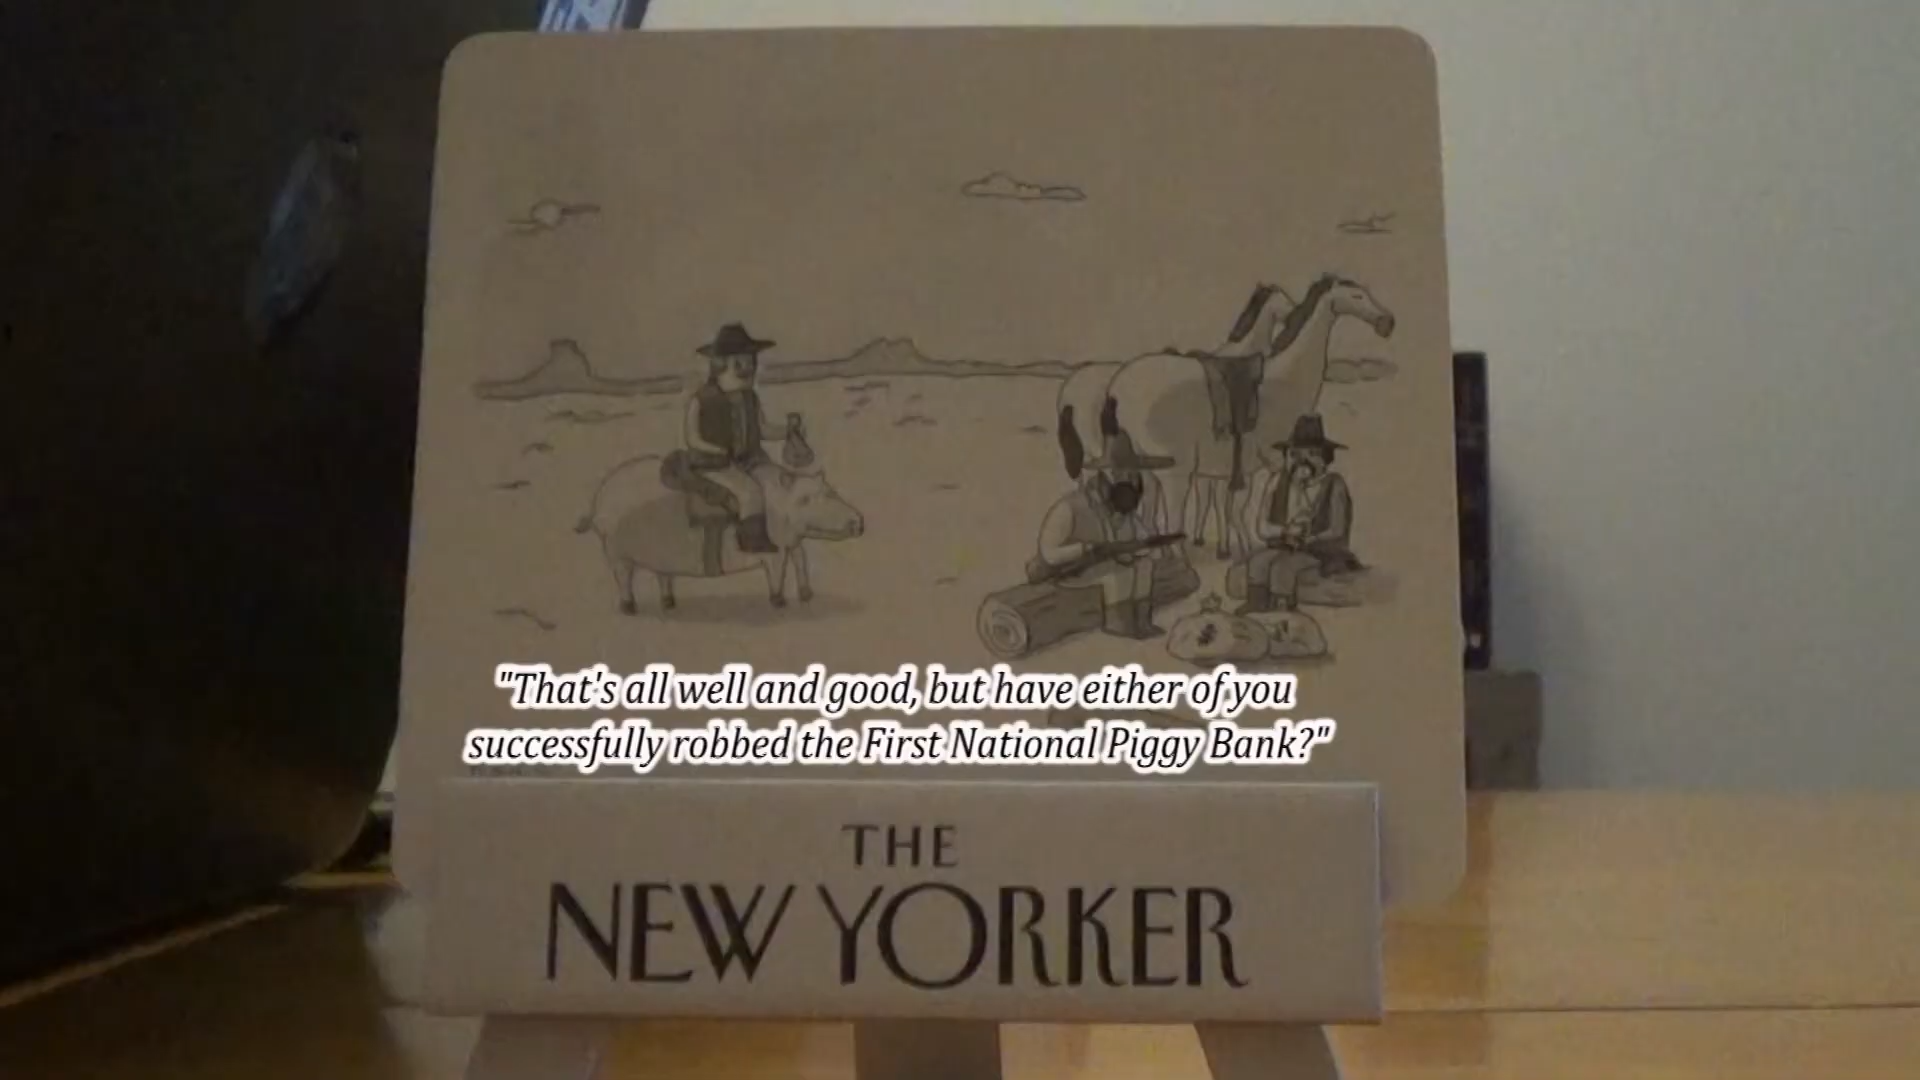 "That's all well and good, but have either of you
successfully robbed the First National Piggy Bank?"
THE
NEW YORKER